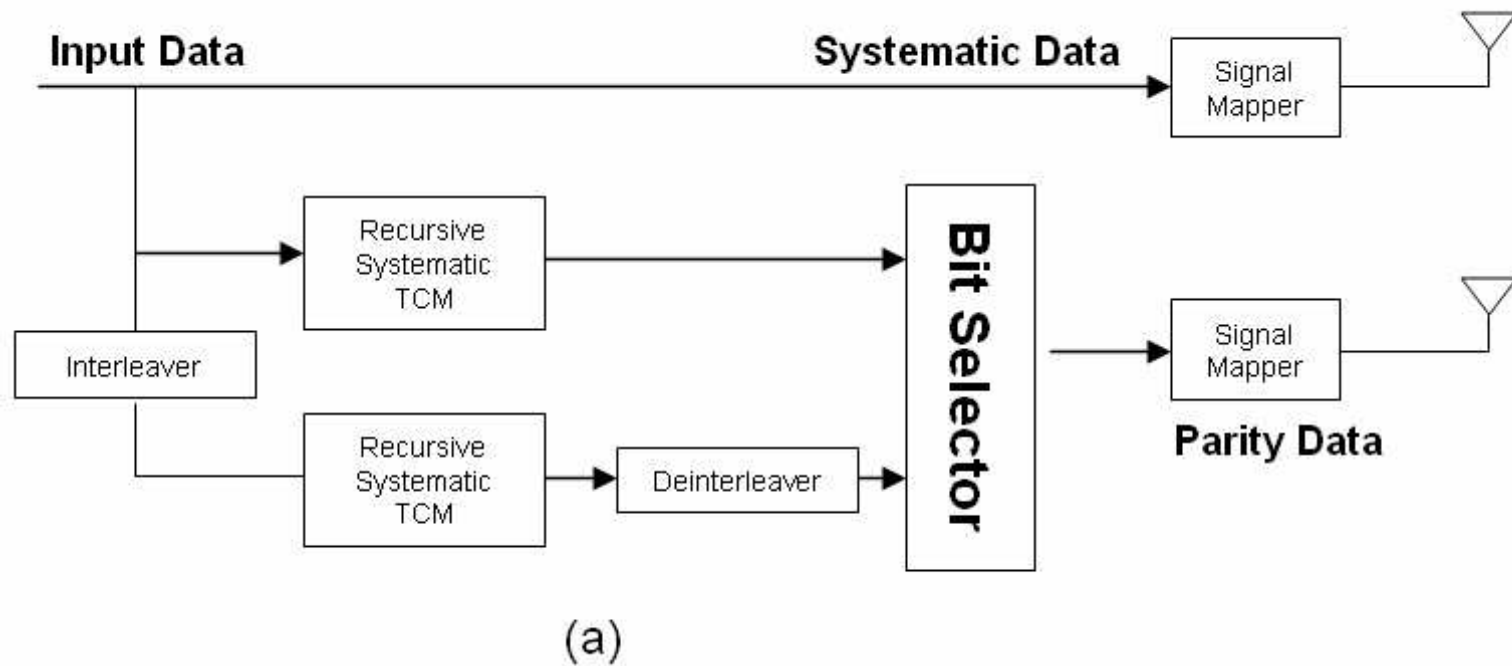 Input Data
Systematic Data
Signal
Mapper
Recursive
Systematic
TCM
Bit Selector
Signal
Mapper
Interleaver
Parity Data
Recursive
Systematic
TCM
Deinterleaver
(a)